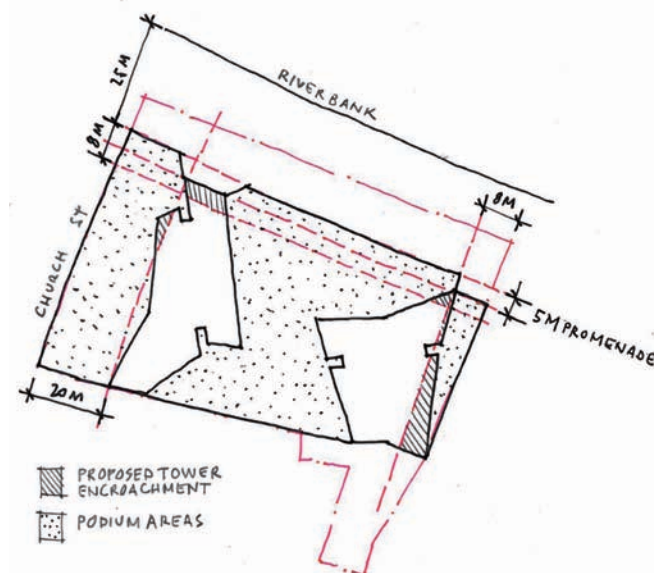 25M
RIVERBANK
8M
8M
CHURCH ST
5M PROMENADE
20M
PROPOSED TOWER
ENCROACHMENT
PODIUM AREAS